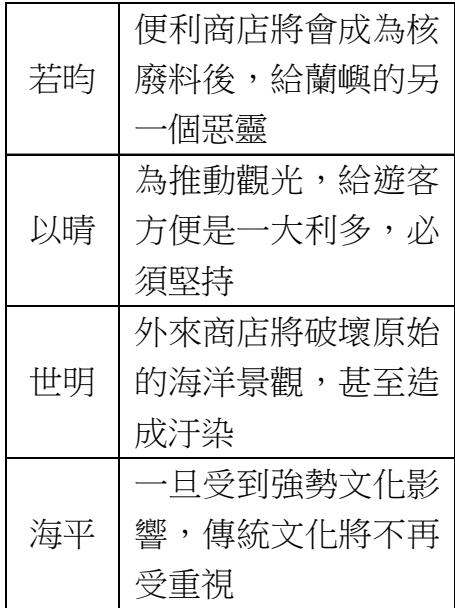 若昀
便利商店將會成為核
廢料後，給蘭嶼的另
一個惡靈
以晴
為推動觀光，給遊客
方便是一大利多，必
須堅持
世明
外來商店將破壞原始
的海洋景觀，甚至造
成汙染
海平
一旦受到強勢文化影
響，傳統文化將不再
受重視